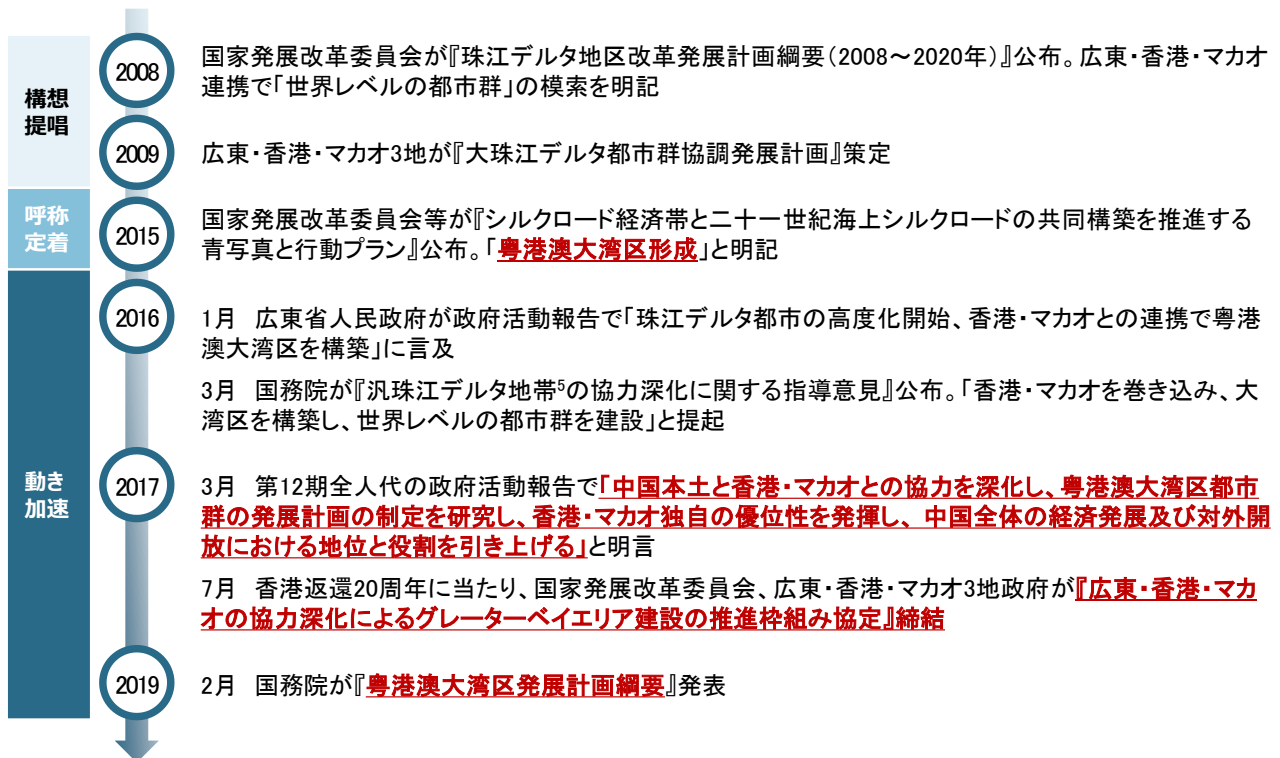 構想
提唱
2008
国家発展改革委員会が『珠江デルタ地区改革発展計画綱要（2008～2020年）』公布。広東・香港・マカオ
連携で「世界レベルの都市群」の模索を明記
2009
広東・香港・マカオ3地が『大珠江デルタ都市群協調発展計画』策定
呼称
定着
2015
国家発展改革委員会等が『シルクロード経済帯と二十一世紀海上シルクロードの共同構築を推進する
青写真と行動プラン』公布。「粤港澳大湾区形成」と明記
動き
加速
2016
1月　広東省人民政府が政府活動報告で「珠江デルタ都市の高度化開始、香港・マカオとの連携で粤港
澳大湾区を構築」に言及
3月　国務院が『汎珠江デルタ地帯5の協力深化に関する指導意見』公布。「香港・マカオを巻き込み、大
湾区を構築し、世界レベルの都市群を建設」と提起
2017
3月　第12期全人代の政府活動報告で「中国本土と香港・マカオとの協力を深化し、粤港澳大湾区都市
群の発展計画の制定を研究し、香港・マカオ独自の優位性を発揮し、 中国全体の経済発展及び対外開
放における地位と役割を引き上げる」と明言
7月　香港返還20周年に当たり、国家発展改革委員会、広東・香港・マカオ3地政府が『広東・香港・マカ
オの協力深化によるグレーターベイエリア建設の推進枠組み協定』締結
2019
2月　国務院が『粤港澳大湾区発展計画綱要』発表